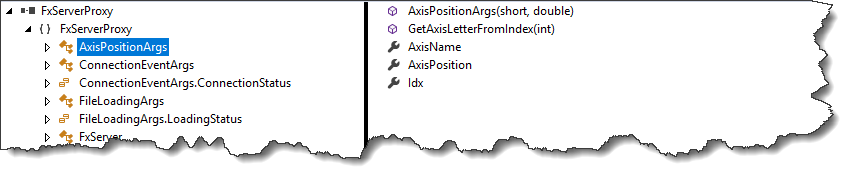 FxServerProxy
{ } FxServerProxy
AxisPositionArgs
ConnectionEventArgs
ConnectionEventArgs.ConnectionStatus
FileLoadingArgs
FileLoadingArgs.LoadingStatus
FxServer
AxisPositionArgs(short, double)
GetAxisLetterFromIndex(int)
AxisName
AxisPosition
Idx